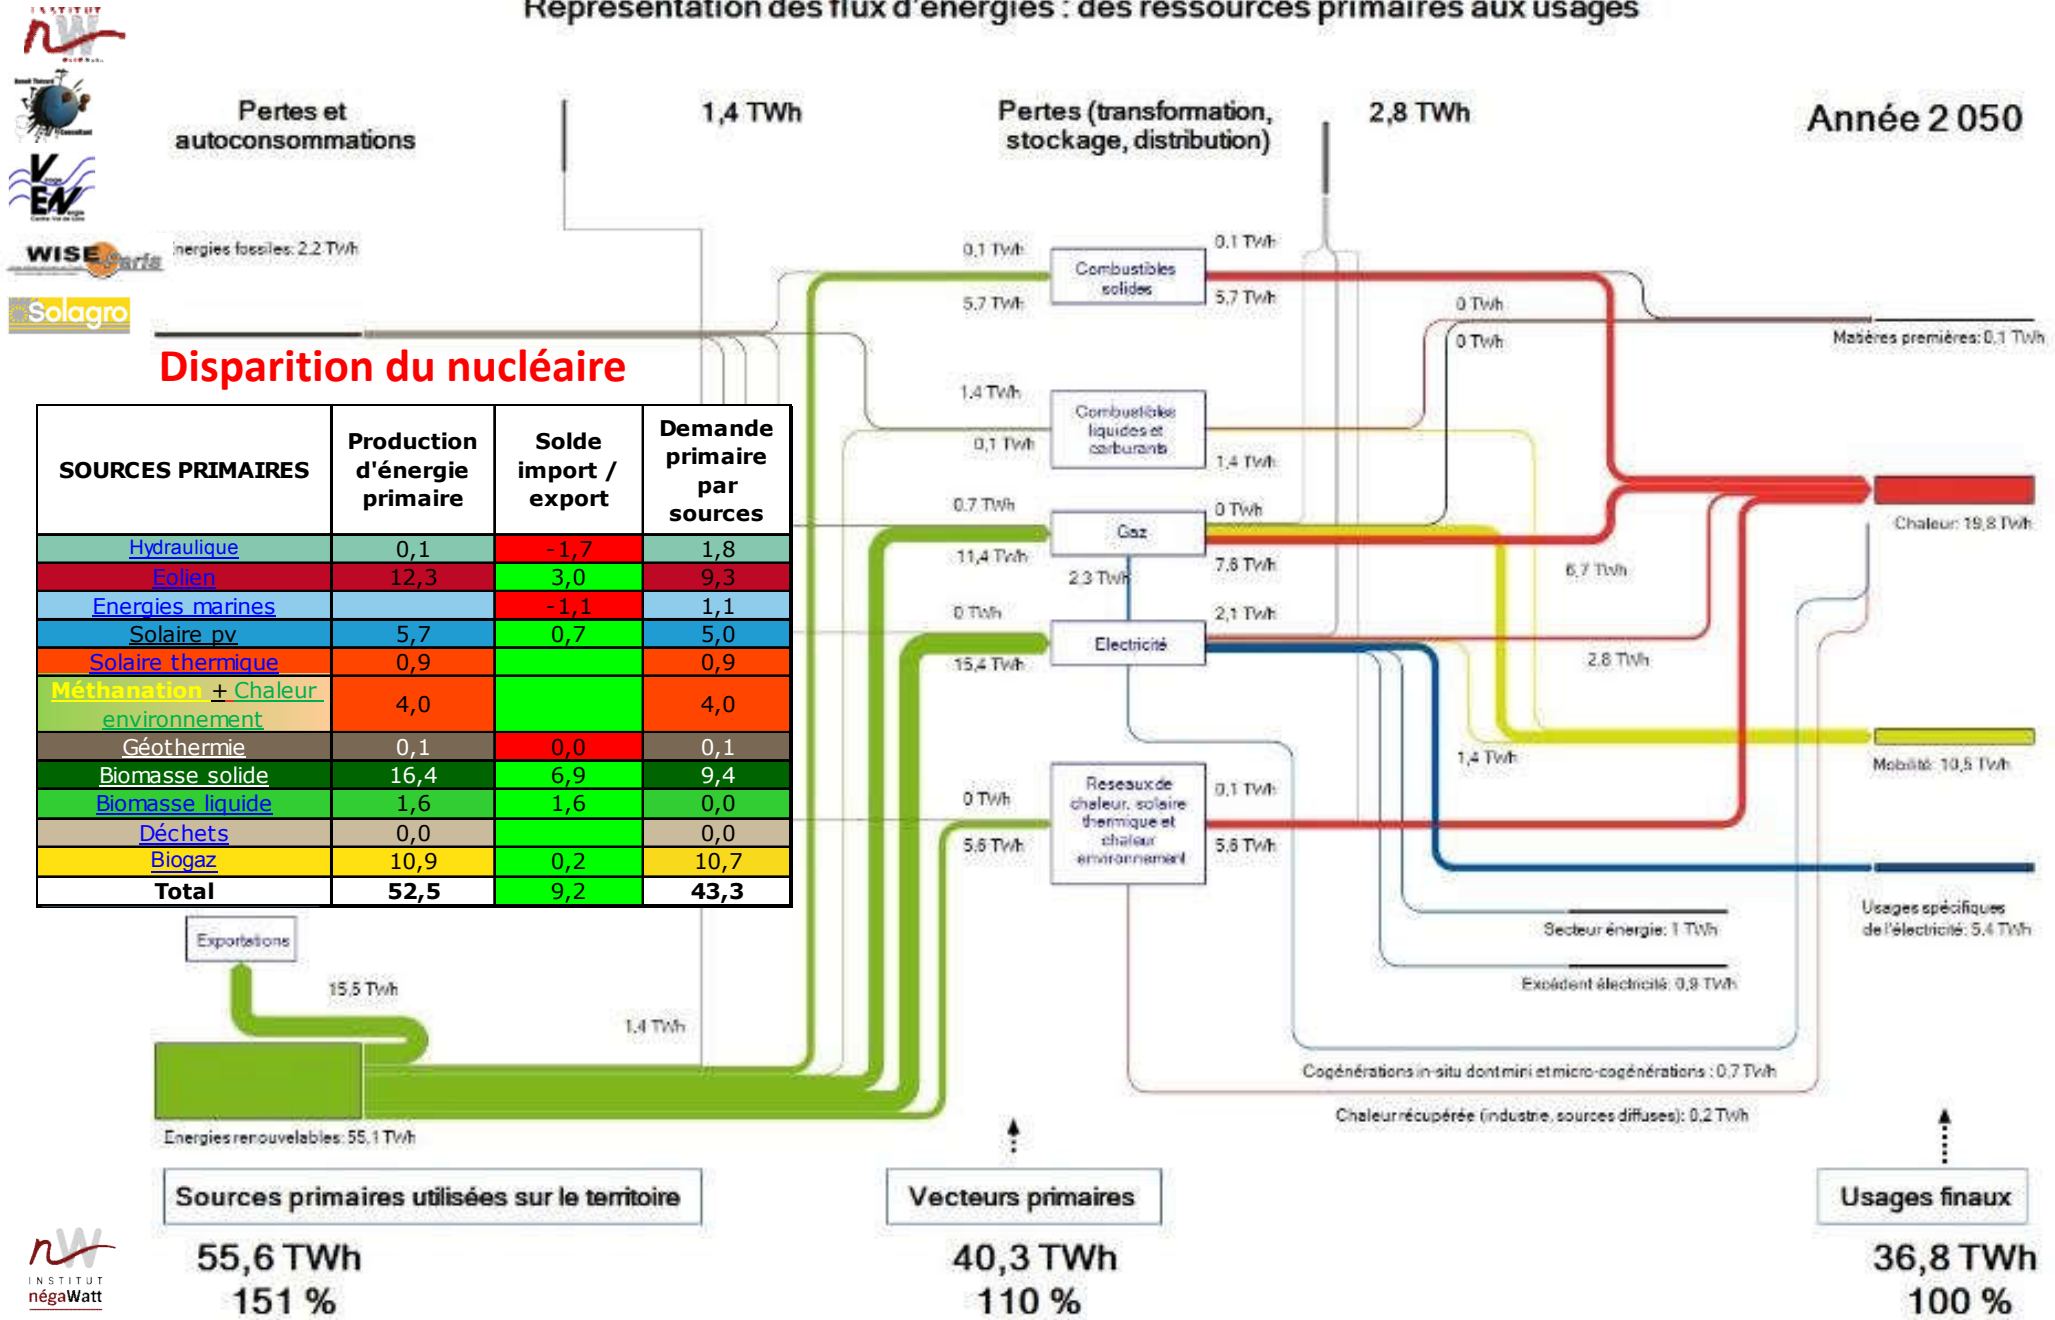 Représentation des flux d'énergies : des ressources primaires aux usages
INSTITUT
Pertes et
autoconsommations
1,4 TWh
Pertes (transformation,
stockage, distribution)
2,8 TWh
Année 2 050
VEN
WISE Paris
Solagro
nergies fossiles: 2.2 TWh
Disparition du nucléaire
SOURCES PRIMAIRES
Production
d'énergie
primaire
Solde
import /
export
Demande
primaire
par
sources
Hydraulique 0,1 -1,7 1,8
Eolien 12,3 3,0 9,3
Energies marines -1,1 1,1
Solaire pv 5,7 0,7 5,0
Solaire thermique 0,9 0,9
Méthanation + Chaleur
environnement 4,0 4,0
Géothermie 0,1 0,0 0,1
Biomasse solide 16,4 6,9 9,4
Biomasse liquide 1,6 1,6 0,0
Déchets 0,0 0,0
Biogaz 10,9 0,2 10,7
Total 52,5 9,2 43,3
0,1 TWh
5,7 TWh
Combustibles
solides
0,1 TWh
5,7 TWh
0 TWh
0 TWh
Matières premières: 0,1 TWh
1.4 TWh
0,1 TWh
Combustibles
liquides et
carburants
1,4 TWh
0.7 TWh
11,4 TWh
Gaz
0 TWh
7,6 TWh
2.3 TWh
6,7 TWh
Chaleur: 19,8 TWh
0 TWh
15,4 TWh
Electricité
2,1 TWh
2.8 TWh
1,4 TWh
Mobilité: 10,5 TWh
0 TWh
5.6 TWh
Reseaux de
chaleur, solaire
thermique et
chaleur
environnement
0,1 TWh
5,6 TWh
Usages spécifiques
de l'électricité: 5.4 TWh
Secteur énergie: 1 TWh
Excédent électricité: 0,9 TWh
Exportations
15,5 TWh
1.4 TWh
Cogénérations in-situ dont mini et micro-cogénérations : 0,7 TWh
Chaleur récupérée (industrie, sources diffuses): 0,2 TWh
Energies renouvelables: 55,1 TWh
Sources primaires utilisées sur le territoire
Vecteurs primaires
Usages finaux
55,6 TWh
151 %
40,3 TWh
110 %
36,8 TWh
100 %
INSTITUT
négaWatt